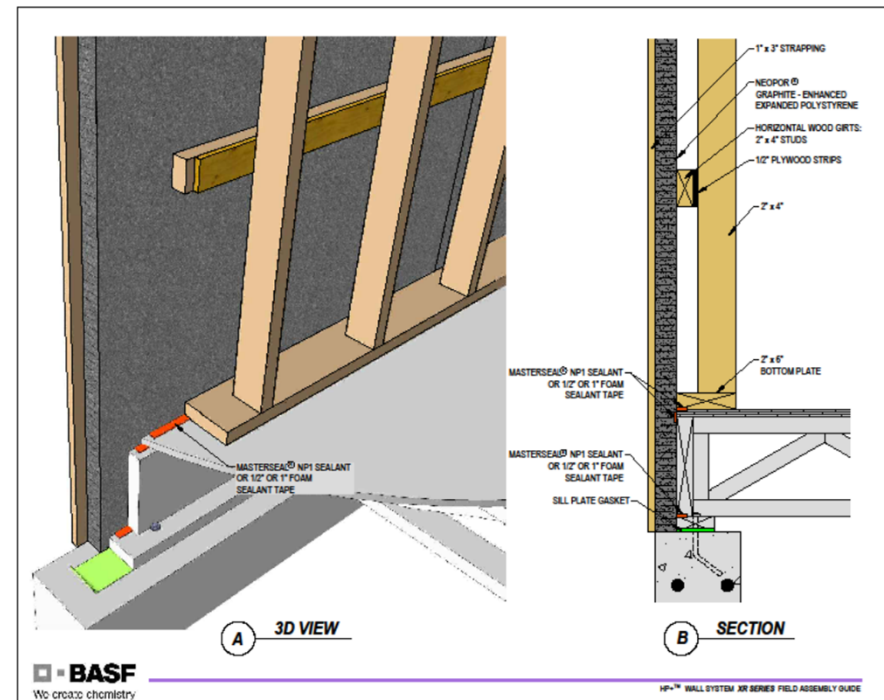 MASTERSEAL® NP1 SEALANT
OR 1/2" OR 1" FOAM
SEALANT TAPE
A
3D VIEW
1" x 3" STRAPPING
NEOPOR®
GRAPHITE - ENHANCED
EXPANDED POLYSTYRENE
HORIZONTAL WOOD GIRTS:
2" x 4" STUDS
1/2" PLYWOOD STRIPS
2" x 4"
2" x 6"
BOTTOM PLATE
MASTERSEAL® NP1 SEALANT
OR 1/2" OR 1" FOAM
SEALANT TAPE
MASTERSEAL® NP1 SEALANT
OR 1/2" OR 1" FOAM
SEALANT TAPE
SILL PLATE GASKET
B
SECTION
BASF
We create chemistry
HP+™ WALL SYSTEM XR SERIES FIELD ASSEMBLY GUIDE